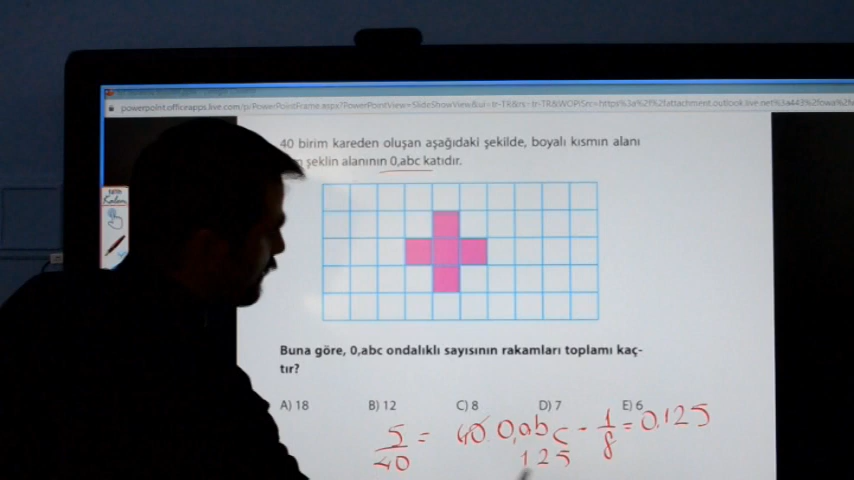 powerpoint.officeapps.live.com/p/PowerPointFrame.aspx?PowerPointView=SlideShowView&ui=tr-TR&rs=tr-TR&WOPISrc=https%3a%2f%2fattachment.outlook.live.net%3a443%2fowa%2f
40 birim kareden oluşan aşağıdaki şekilde, boyalı kısmın alanı
şeklin alanının 0,abc katıdır.
Kalem
Buna göre, 0,abc ondalıklı sayısının rakamları toplamı kaç-
tır?
A) 18 B) 12 C) 8 D) 7 E) 6
5/40 = 40 0,abc - 1/8 = 0,125
125